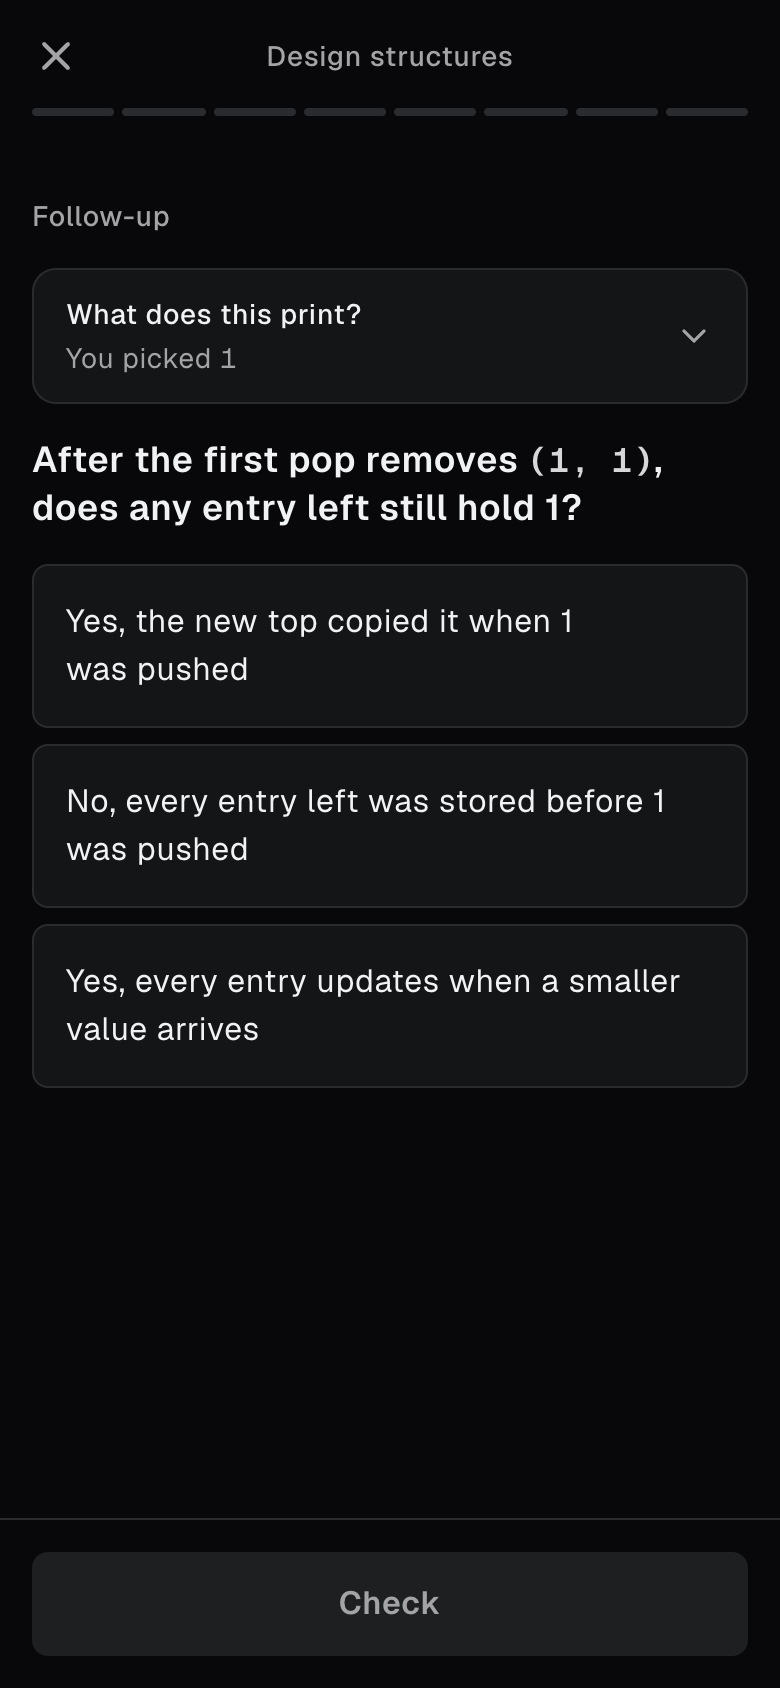 Design structures
Follow-up
What does this print?
You picked 1
After the first pop removes (1, 1),
does any entry left still hold 1?
Yes, the new top copied it when 1
was pushed
No, every entry left was stored before 1
was pushed
Yes, every entry updates when a smaller
value arrives
Check